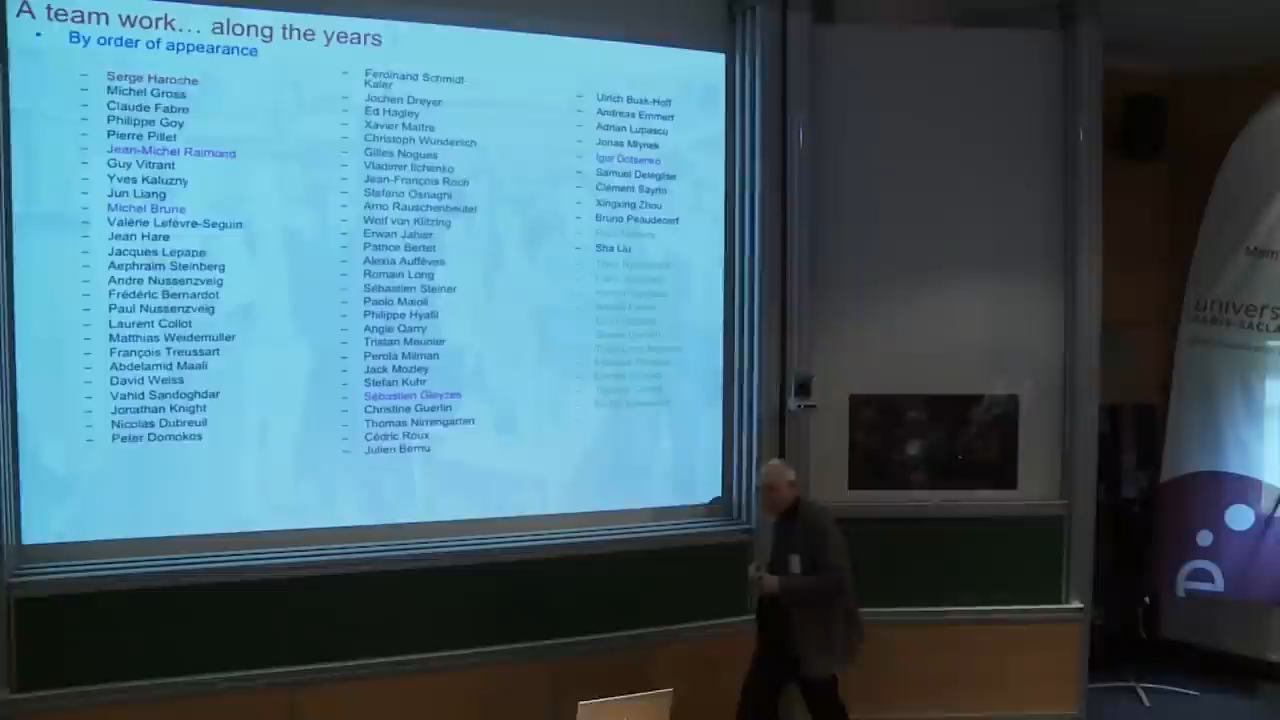 A team work... along the years
• By order of appearance
– Serge Haroche
– Michel Gross
– Claude Fabre
– Philippe Goy
– Pierre Pillet
– Jean-Michel Raimond
– Guy Vitrant
– Yves Kaluzny
– Jun Liang
– Michel Brune
– Valérie Lefèvre-Seguin
– Jean Hare
– Jacques Lepape
– Aephraim Steinberg
– Andre Nussenzveig
– Frédéric Bernardot
– Paul Nussenzveig
– Laurent Collot
– Matthias Weidemuller
– François Treussart
– Abdelamid Maali
– David Weiss
– Vahid Sandoghdar
– Jonathan Knight
– Nicolas Dubreuil
– Peter Domokos
– Ferdinand Schmidt-
Kaler
– Jochen Dreyer
– Ed Hagley
– Xavier Maître
– Christoph Wunderlich
– Gilles Nogues
– Vladimir Ilchenko
– Jean-François Roch
– Stefano Osnaghi
– Arno Rauschenbeutel
– Wolf von Klitzing
– Erwan Jahier
– Patrice Bertet
– Alexia Auffèves
– Romain Long
– Sébastien Steiner
– Paolo Maioli
– Philippe Hyafil
– Angie Qarry
– Tristan Meunier
– Perola Milman
– Jack Mozley
– Stefan Kuhr
– Sébastien Gleyzes
– Christine Guerlin
– Thomas Nirrengarten
– Cédric Roux
– Julien Bernu
– Ulrich Busk-Hoff
– Andreas Emmert
– Adrian Lupascu
– Jonas Mlynek
– Igor Dotsenko
– Samuel Deléglise
– Clément Sayrin
– Xingxing Zhou
– Bruno Peaudecerf
– Sha Liu
univers
PARIS-SACLA